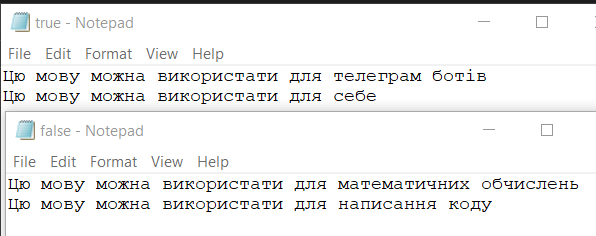 true - Notepad
File Edit Format View Help
Цю мову можна використати для телеграм ботів
Цю мову можна використати для себе
false - Notepad
File Edit Format View Help
Цю мову можна використати для математичних обчислень
Цю мову можна використати для написання коду